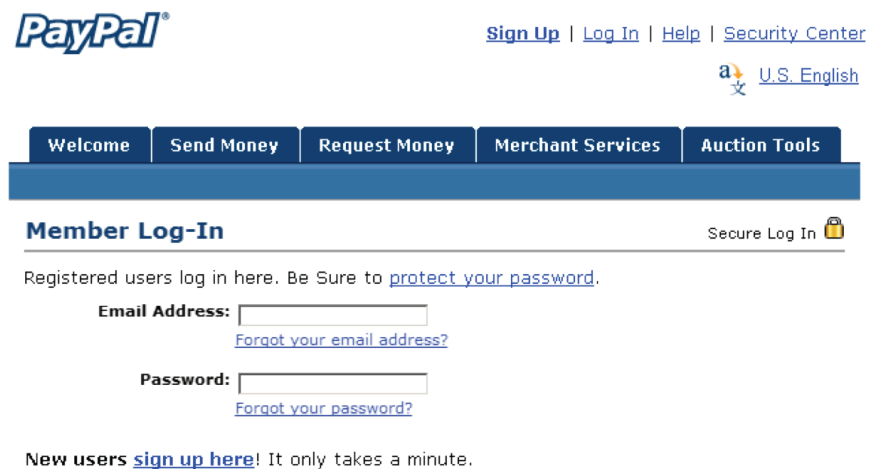 PayPal®
Sign Up | Log In | Help | Security Center
a文 U.S. English
Welcome Send Money Request Money Merchant Services Auction Tools
Member Log-In Secure Log In
Registered users log in here. Be Sure to protect your password.
Email Address:
Forgot your email address?
Password:
Forgot your password?
New users sign up here! It only takes a minute.